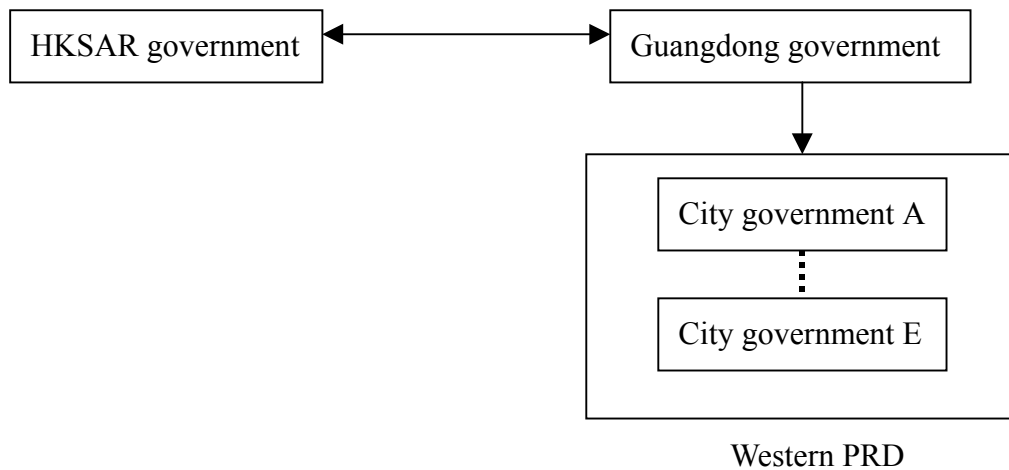 HKSAR government
Guangdong government
City government A
City government E
Western PRD